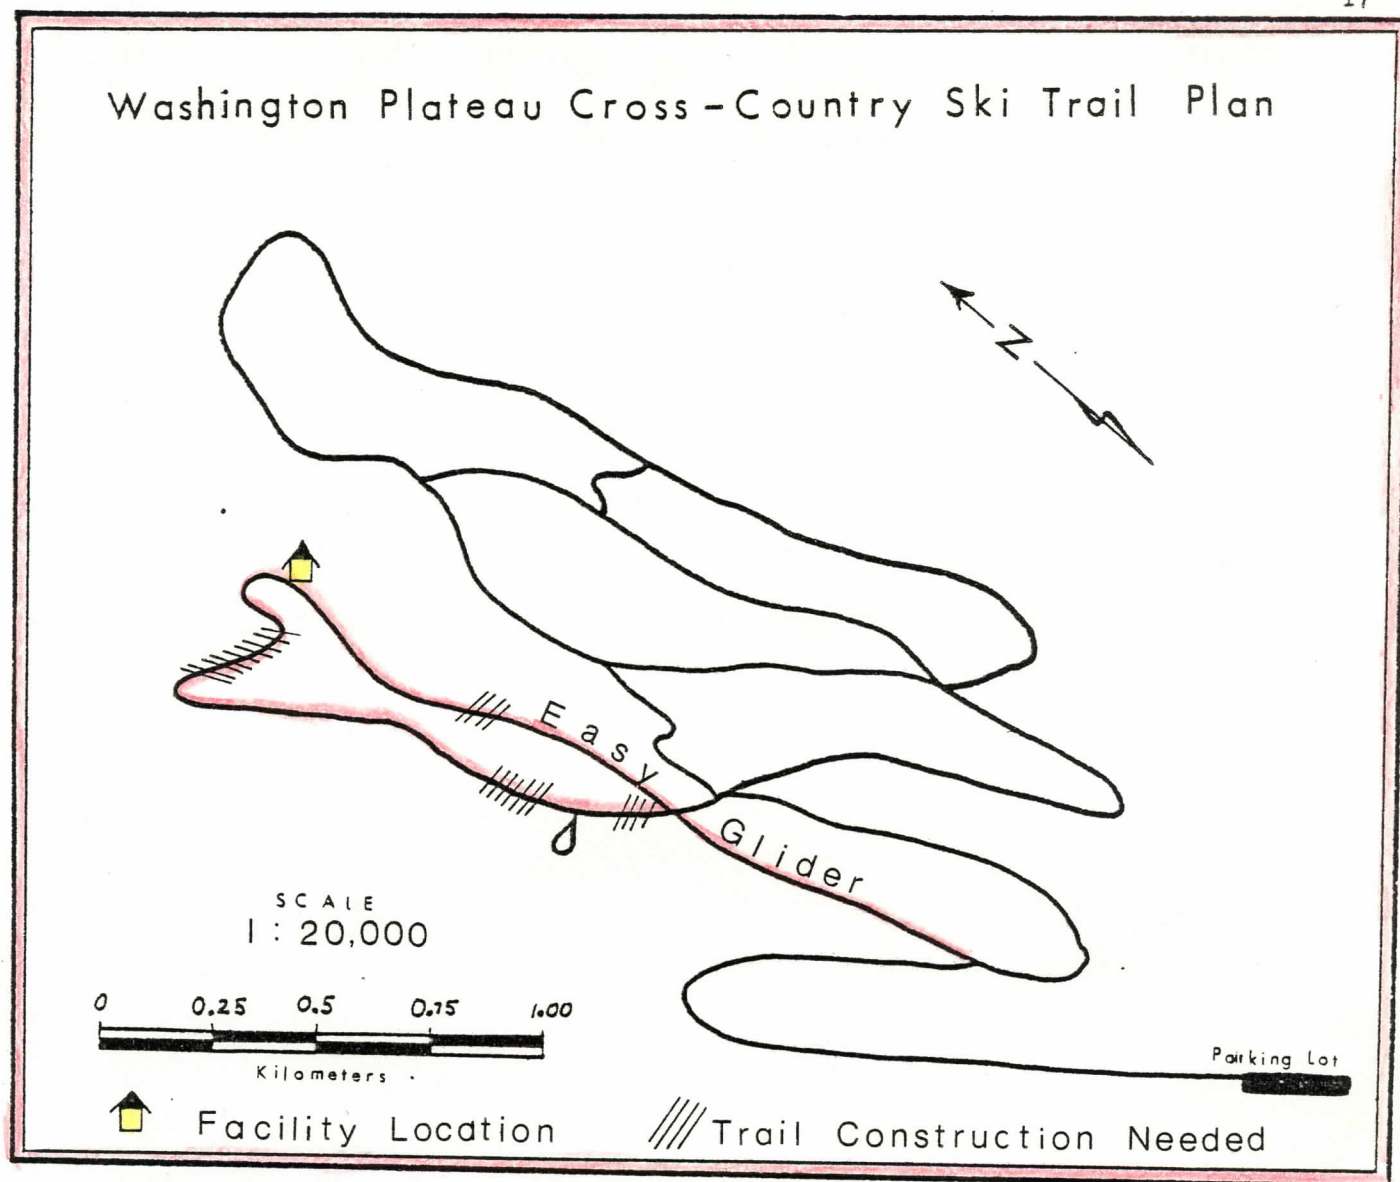 17
Washington Plateau Cross-Country Ski Trail Plan
N
Easy
Glider
SCALE
1 : 20,000
0 0.25 0.5 0.75 1.00
Kilometers
Parking Lot
Facility Location
Trail Construction Needed